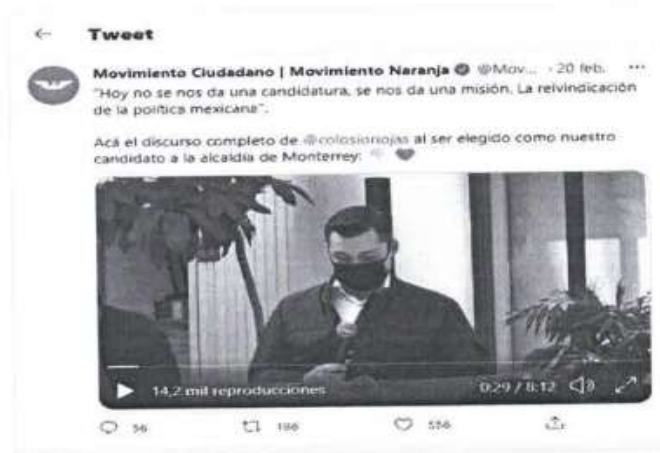 Tweet
Movimiento Ciudadano | Movimiento Naranja @Mov... · 20 feb.
"Hoy no se nos da una candidatura, se nos da una misión. La reivindicación
de la política mexicana".
Acá el discurso completo de @colosioriojas al ser elegido como nuestro
candidato a la alcaldía de Monterrey:
14,2 mil reproducciones
0:29 / 8:12
56 186 556